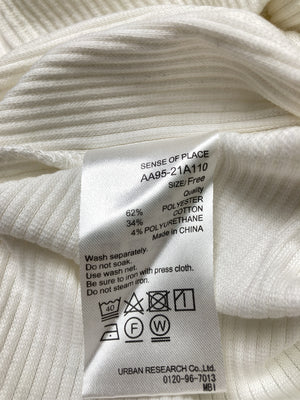 SENSE OF PLACE
AA95-21A110
SIZE/Free
Quality
62% POLYESTER
34% COTTON
4% POLYURETHANE
Made in CHINA
Wash separately.
Do not soak.
Use wash net.
Be sure to iron with press cloth.
Do not steam iron.
40
F W
URBAN RESEARCH Co.,Ltd.
0120-96-7013
MBI